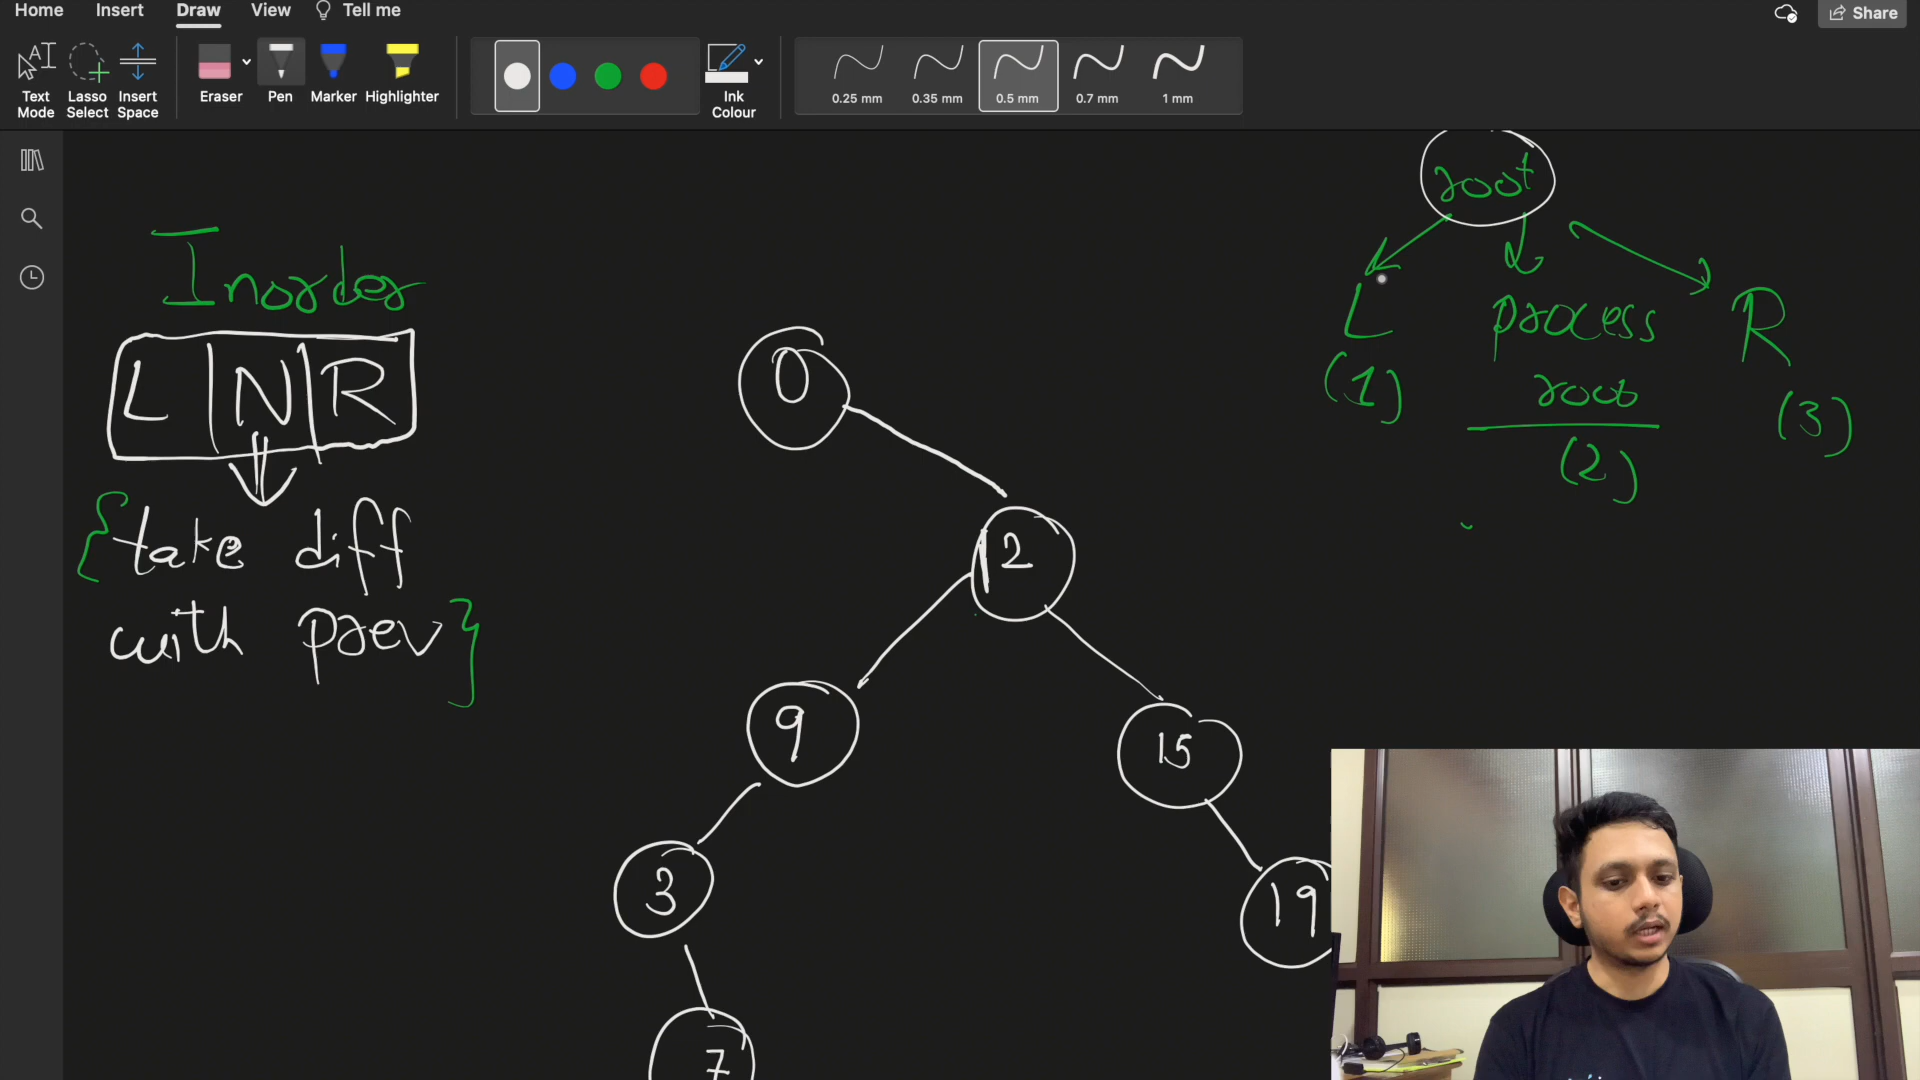 Home Insert Draw View Tell me
Share
Text Mode
Lasso Select
Insert Space
Eraser
Pen
Marker
Highlighter
Ink Colour
0.25 mm
0.35 mm
0.5 mm
0.7 mm
1 mm
Inorder
L N R
{take diff
with prev}
0
12
9
15
3
19
7
root
L process R
(1) root (3)
(2)